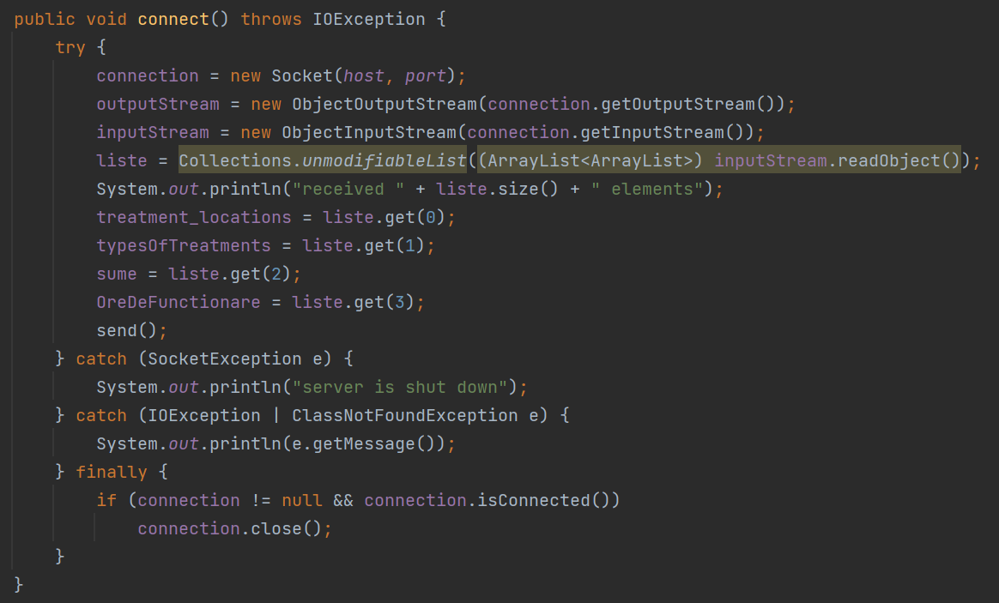 public void connect() throws IOException {
    try {
        connection = new Socket(host, port);
        outputStream = new ObjectOutputStream(connection.getOutputStream());
        inputStream = new ObjectInputStream(connection.getInputStream());
        liste = Collections.unmodifiableList((ArrayList<ArrayList>) inputStream.readObject());
        System.out.println("received " + liste.size() + " elements");
        treatment_locations = liste.get(0);
        typesOfTreatments = liste.get(1);
        sume = liste.get(2);
        OreDeFunctionare = liste.get(3);
        send();
    } catch (SocketException e) {
        System.out.println("server is shut down");
    } catch (IOException | ClassNotFoundException e) {
        System.out.println(e.getMessage());
    } finally {
        if (connection != null && connection.isConnected())
            connection.close();
    }
}